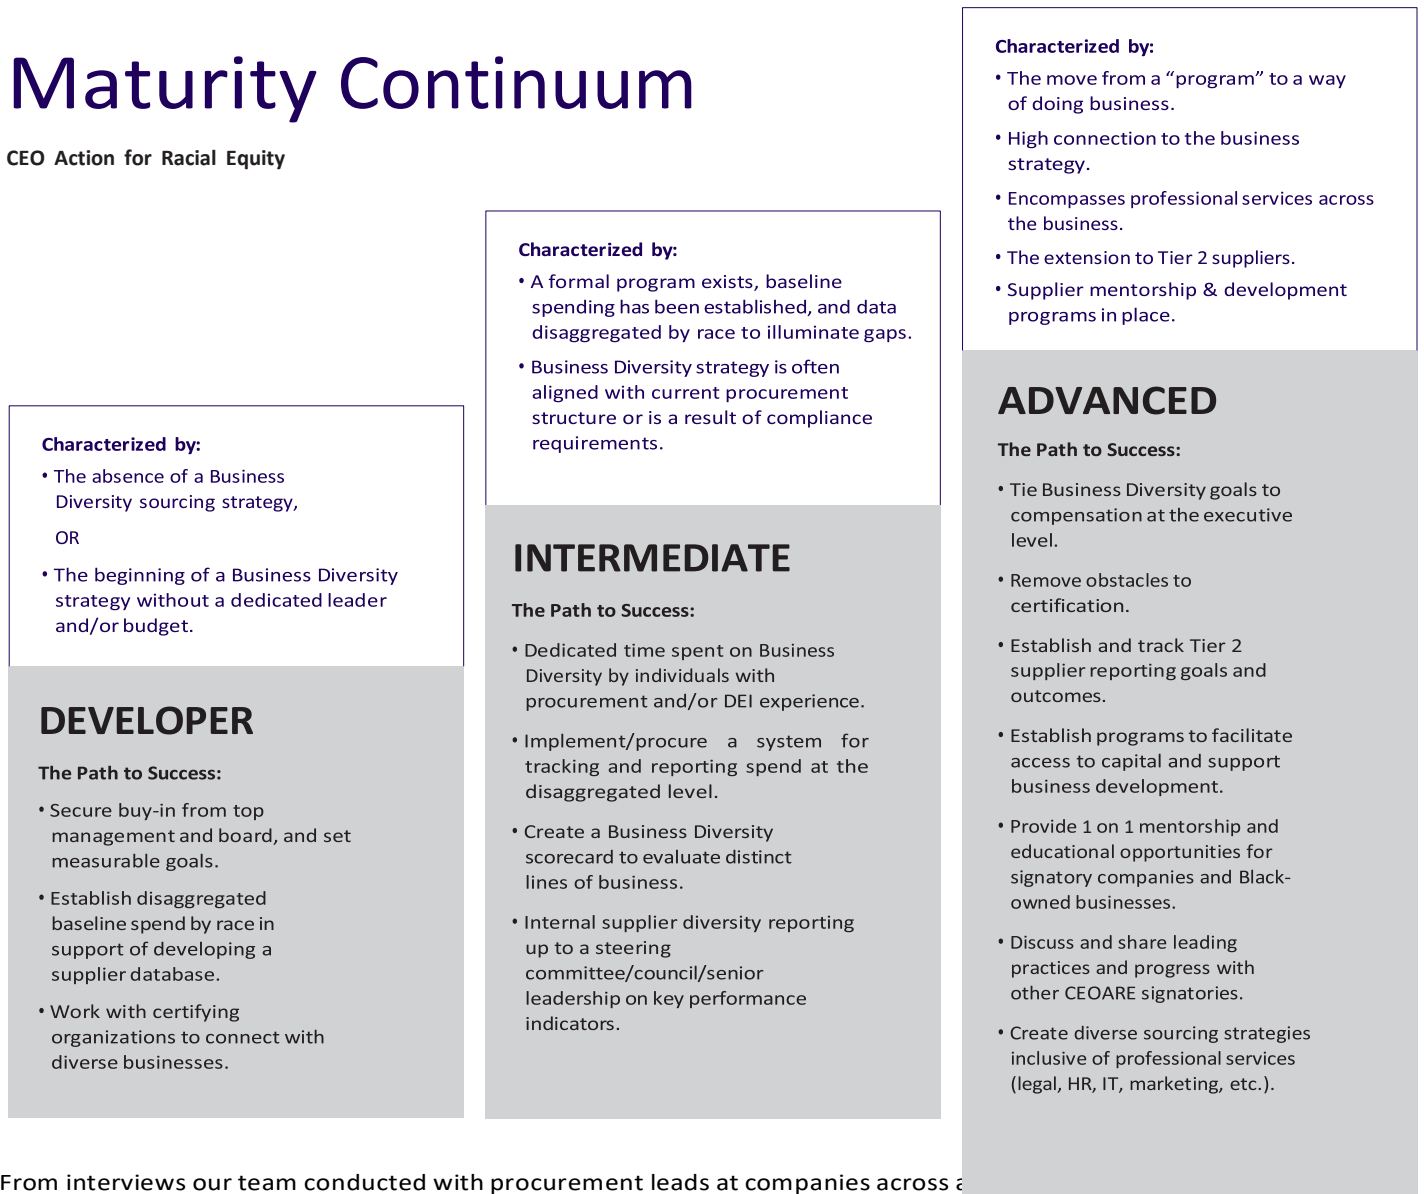 Maturity Continuum
CEO Action for Racial Equity
Characterized by:
• The absence of a Business
Diversity sourcing strategy,
OR
• The beginning of a Business Diversity
strategy without a dedicated leader
and/or budget.
DEVELOPER
The Path to Success:
• Secure buy-in from top
management and board, and set
measurable goals.
• Establish disaggregated
baseline spend by race in
support of developing a
supplier database.
• Work with certifying
organizations to connect with
diverse businesses.
Characterized by:
• A formal program exists, baseline
spending has been established, and data
disaggregated by race to illuminate gaps.
• Business Diversity strategy is often
aligned with current procurement
structure or is a result of compliance
requirements.
INTERMEDIATE
The Path to Success:
• Dedicated time spent on Business
Diversity by individuals with
procurement and/or DEI experience.
• Implement/procure a system for
tracking and reporting spend at the
disaggregated level.
• Create a Business Diversity
scorecard to evaluate distinct
lines of business.
• Internal supplier diversity reporting
up to a steering
committee/council/senior
leadership on key performance
indicators.
Characterized by:
• The move from a “program” to a way
of doing business.
• High connection to the business
strategy.
• Encompasses professional services across
the business.
• The extension to Tier 2 suppliers.
• Supplier mentorship & development
programs in place.
ADVANCED
The Path to Success:
• Tie Business Diversity goals to
compensation at the executive
level.
• Remove obstacles to
certification.
• Establish and track Tier 2
supplier reporting goals and
outcomes.
• Establish programs to facilitate
access to capital and support
business development.
• Provide 1 on 1 mentorship and
educational opportunities for
signatory companies and Black-
owned businesses.
• Discuss and share leading
practices and progress with
other CEOARE signatories.
• Create diverse sourcing strategies
inclusive of professional services
(legal, HR, IT, marketing, etc.).
From interviews our team conducted with procurement leads at companies across